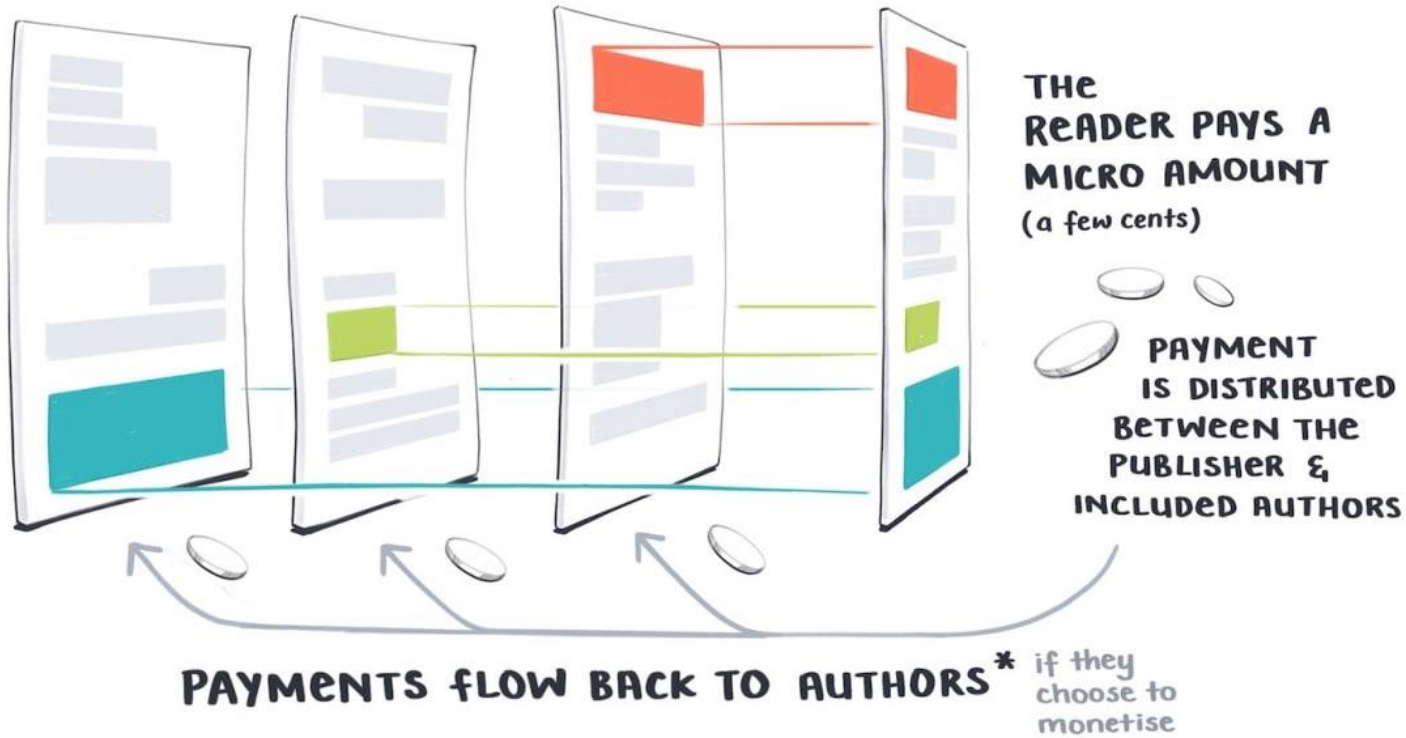 THE
READER PAYS A
MICRO AMOUNT
(a few cents)
PAYMENT
IS DISTRIBUTED
BETWEEN THE
PUBLISHER &
INCLUDED AUTHORS
PAYMENTS FLOW BACK TO AUTHORS*
if they
choose to
monetise